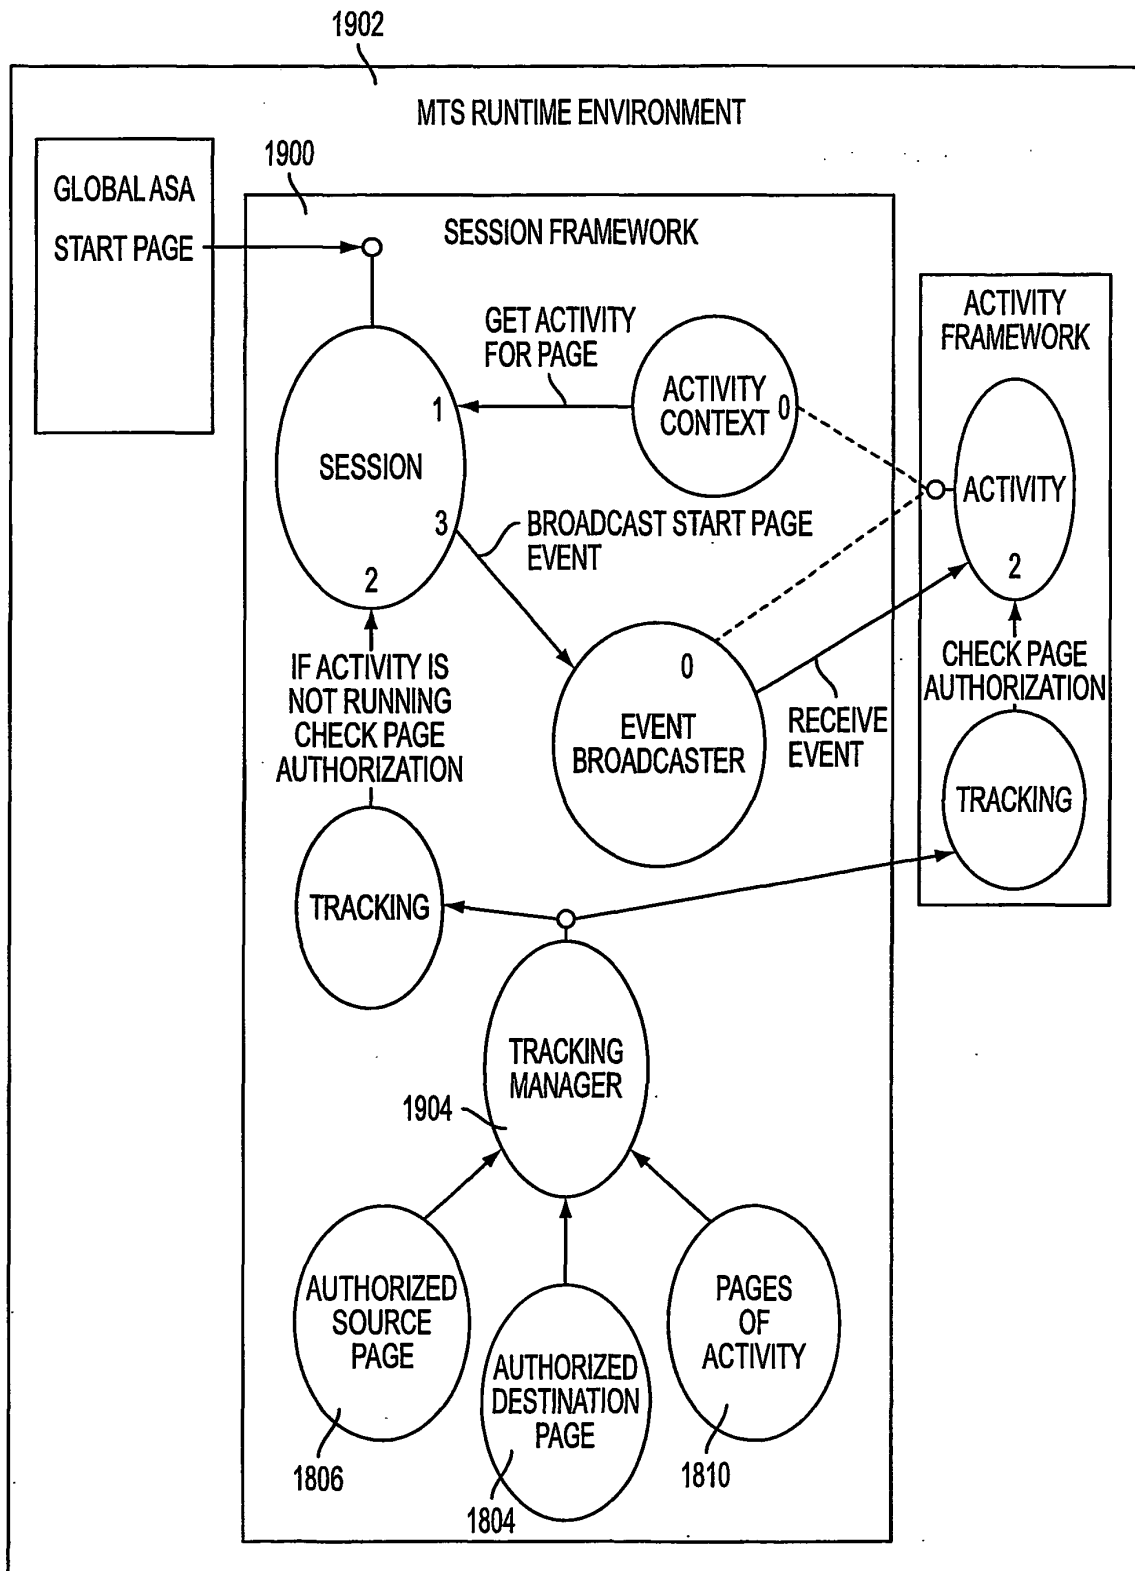 1902
MTS RUNTIME ENVIRONMENT
1900
GLOBAL ASA
START PAGE
SESSION FRAMEWORK
ACTIVITY
FRAMEWORK
GET ACTIVITY
FOR PAGE
ACTIVITY
CONTEXT 0
1
SESSION
3
2
ACTIVITY
2
BROADCAST START PAGE
EVENT
IF ACTIVITY IS
NOT RUNNING
CHECK PAGE
AUTHORIZATION
0
EVENT
BROADCASTER
RECEIVE
EVENT
CHECK PAGE
AUTHORIZATION
TRACKING
TRACKING
TRACKING
MANAGER
1904
AUTHORIZED
SOURCE
PAGE
AUTHORIZED
DESTINATION
PAGE
PAGES
OF
ACTIVITY
1806
1804
1810